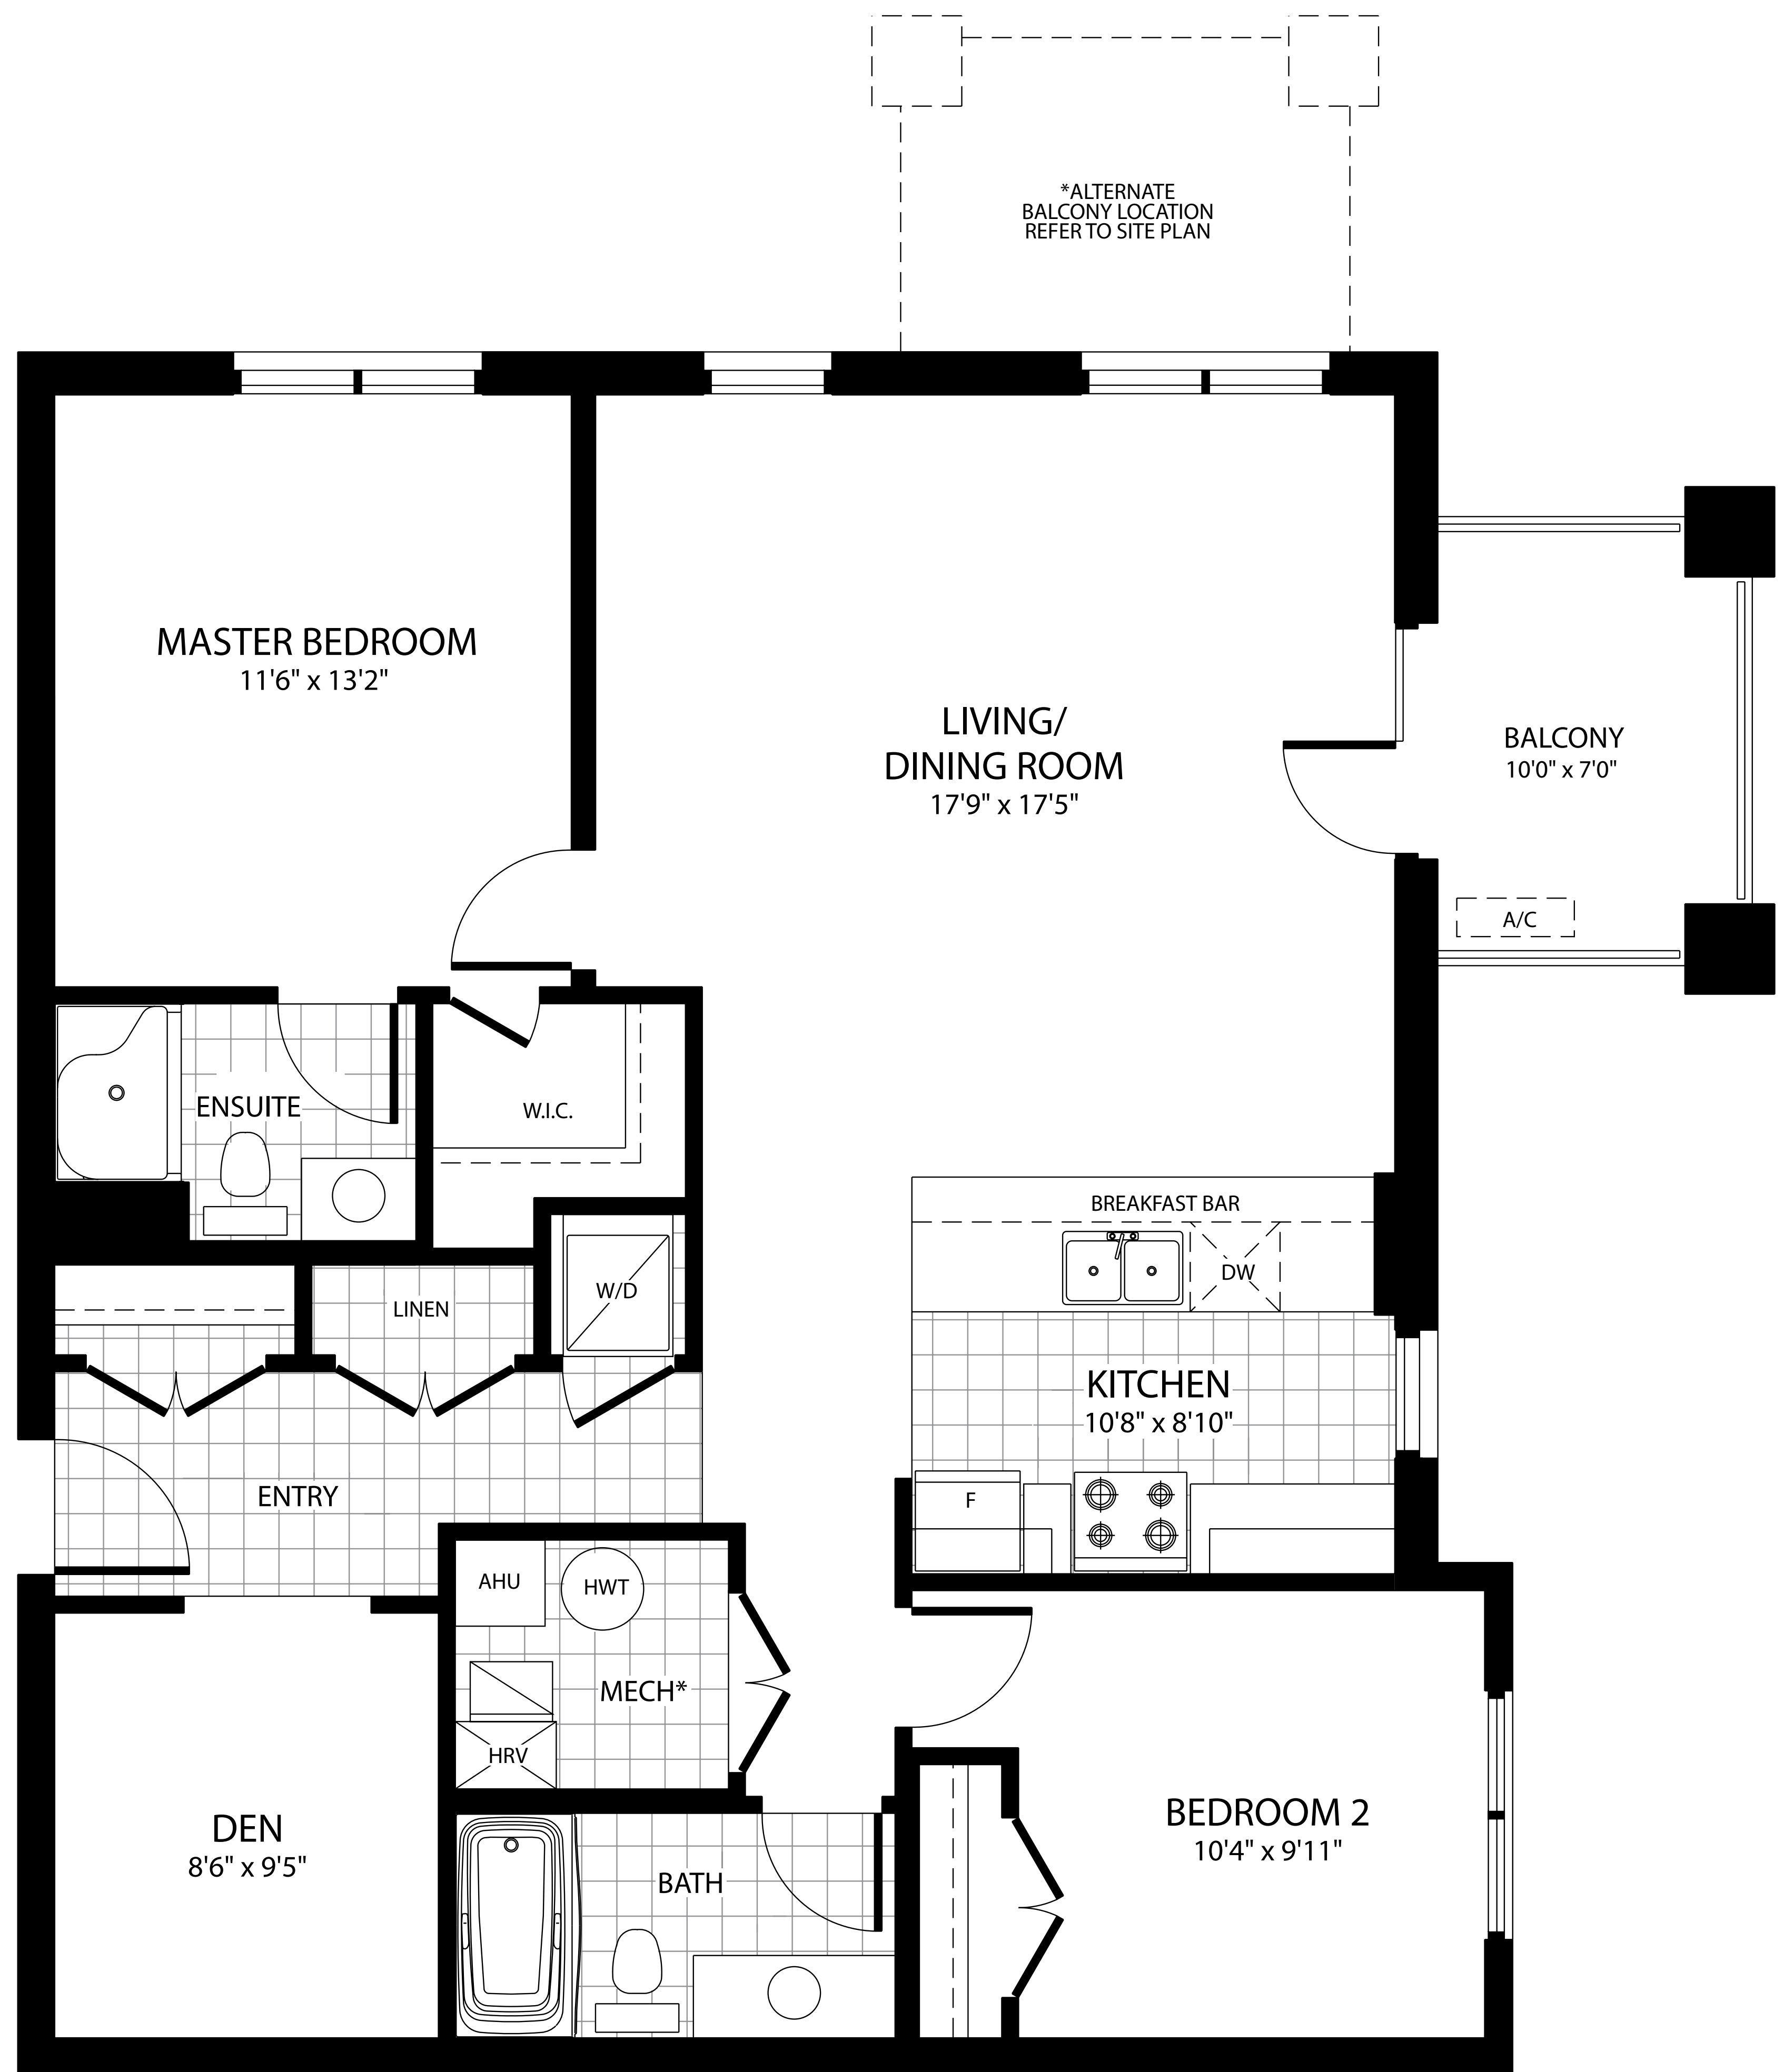 *ALTERNATE
BALCONY LOCATION
REFER TO SITE PLAN
MASTER BEDROOM
11'6" x 13'2"
LIVING/
DINING ROOM
17'9" x 17'5"
BALCONY
10'0" x 7'0"
A/C
ENSUITE
W.I.C.
BREAKFAST BAR
DW
W/D
LINEN
KITCHEN
10'8" x 8'10"
ENTRY
F
AHU
HWT
MECH*
HRV
DEN
8'6" x 9'5"
BATH
BEDROOM 2
10'4" x 9'11"